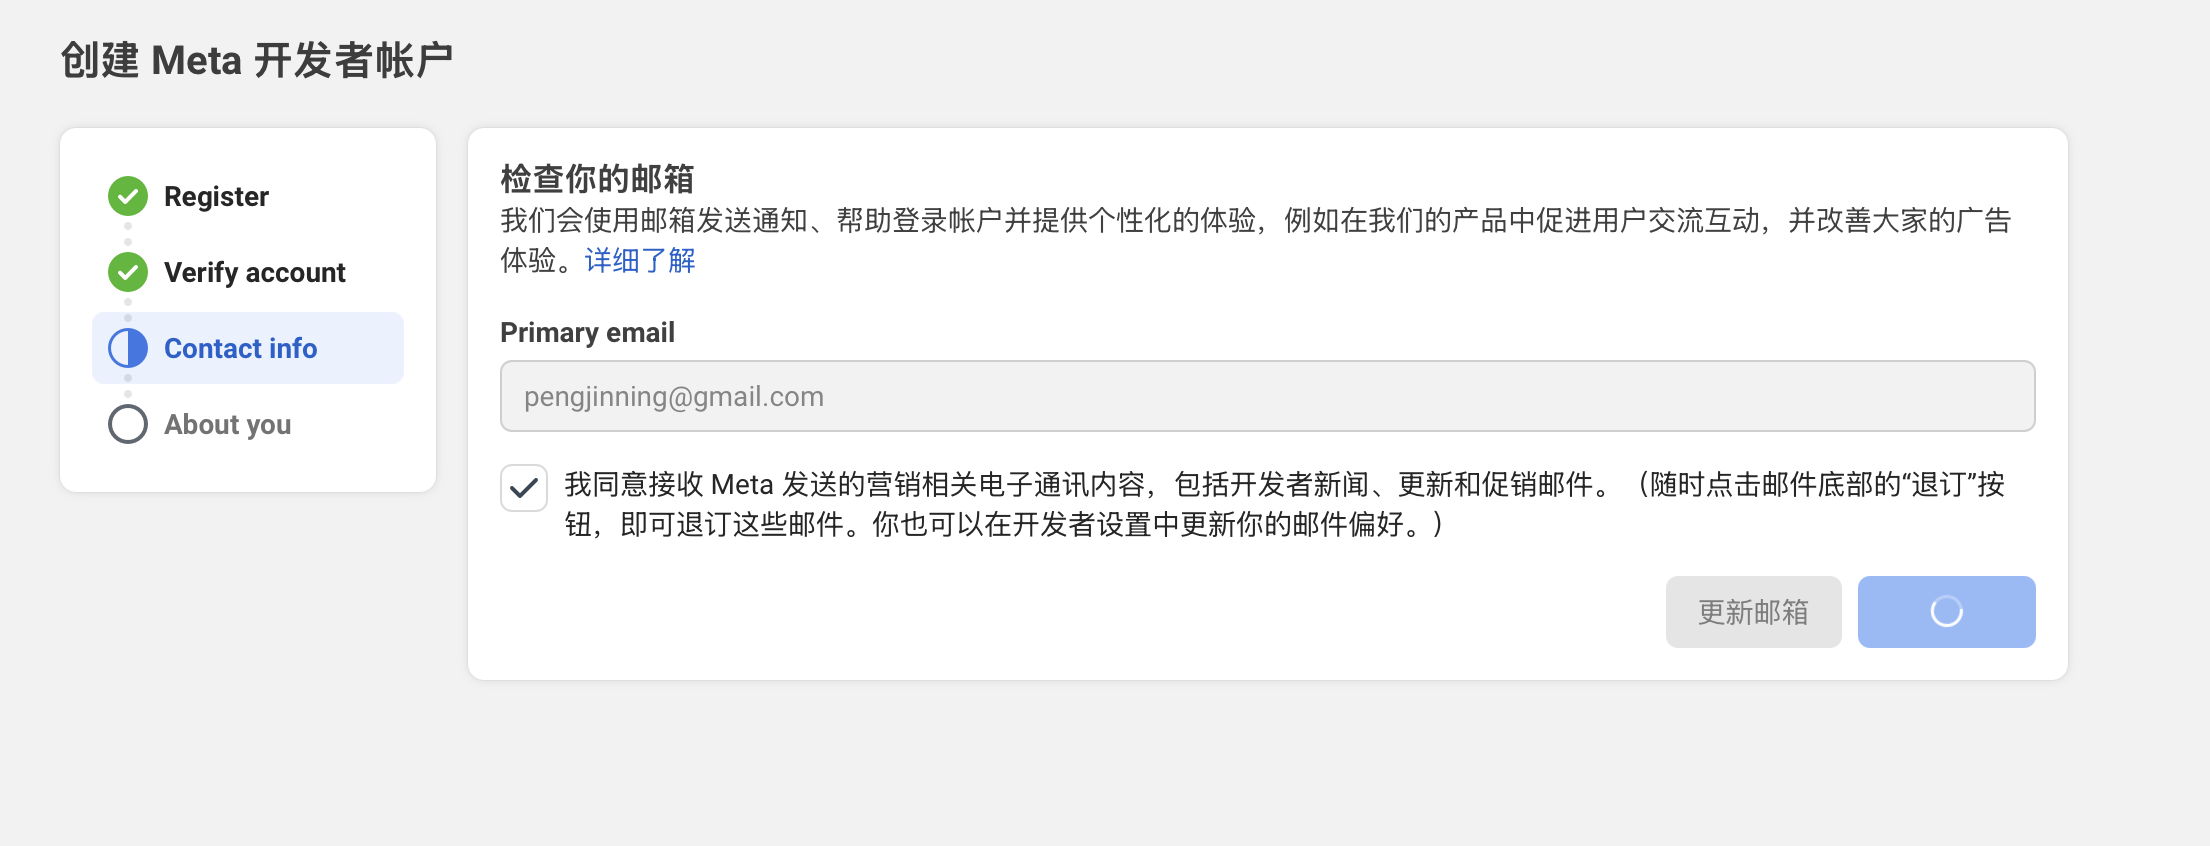 创建 Meta 开发者帐户
Register
Verify account
Contact info
About you
检查你的邮箱
我们会使用邮箱发送通知、帮助登录帐户并提供个性化的体验，例如在我们的产品中促进用户交流互动，并改善大家的广告
体验。详细了解
Primary email
pengjinning@gmail.com
我同意接收 Meta 发送的营销相关电子通讯内容，包括开发者新闻、更新和促销邮件。（随时点击邮件底部的“退订”按
钮，即可退订这些邮件。你也可以在开发者设置中更新你的邮件偏好。）
更新邮箱